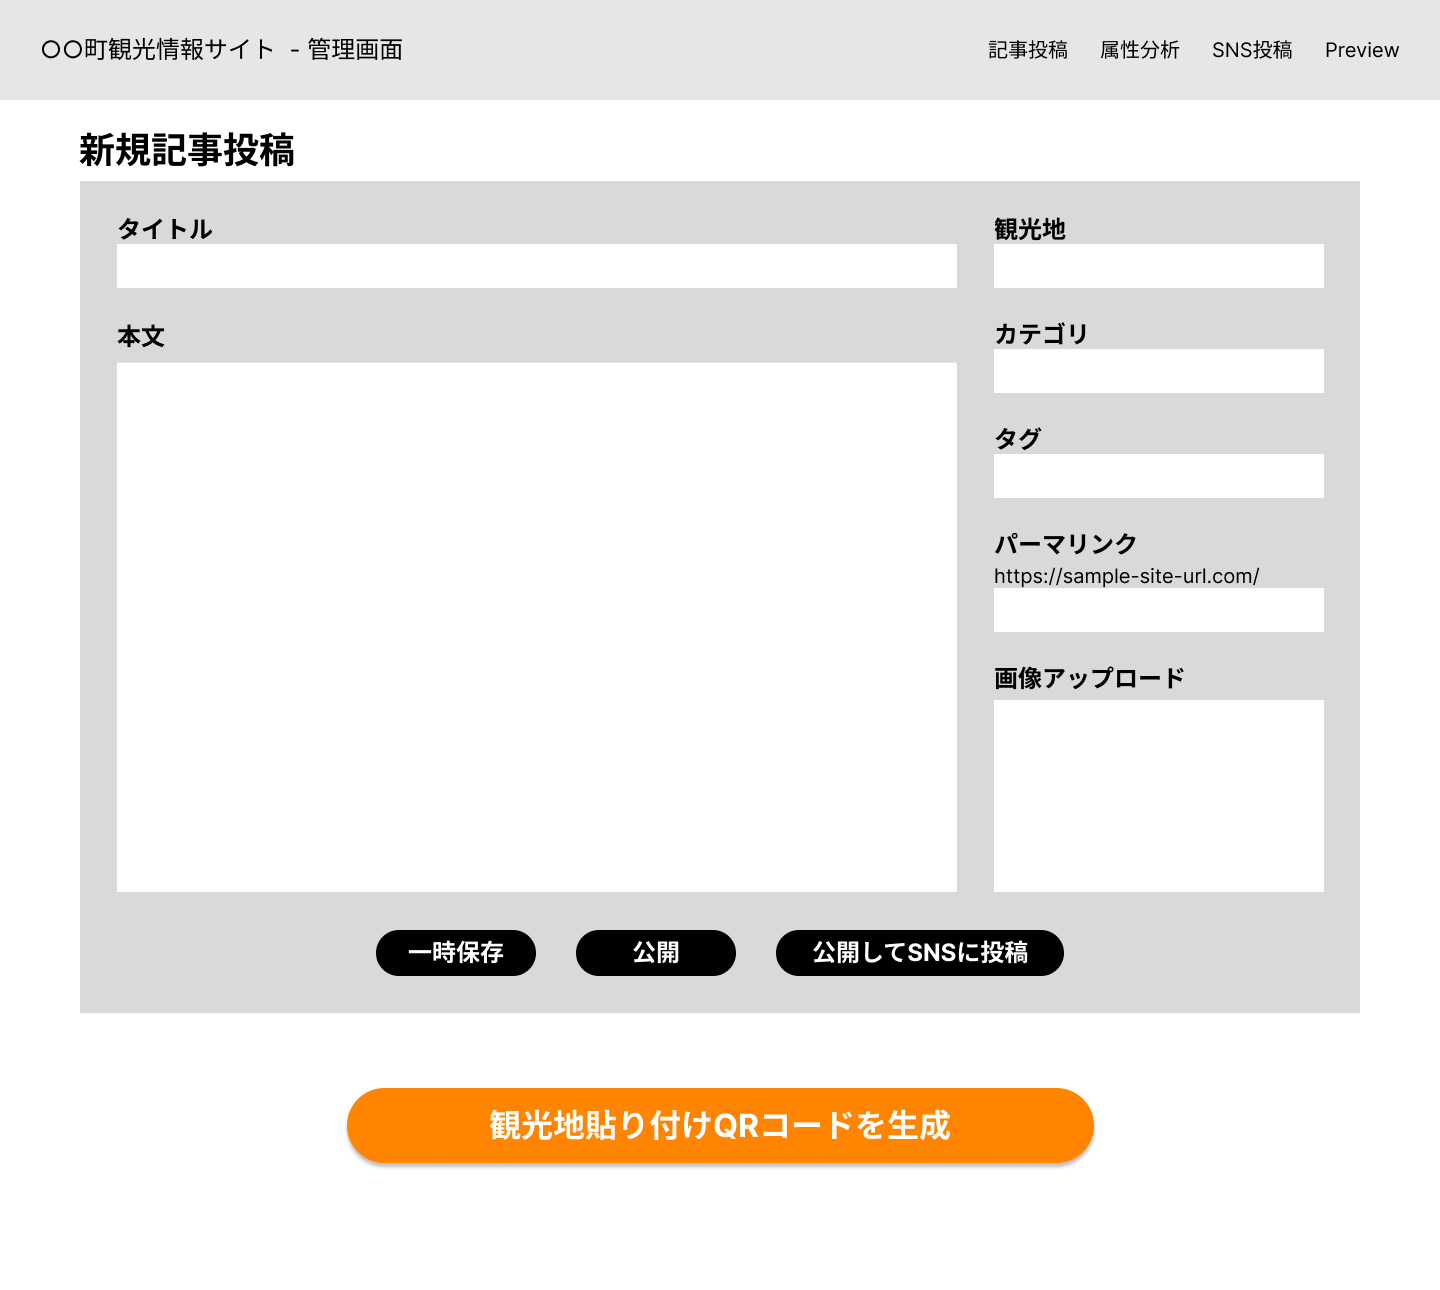 〇〇町観光情報サイト - 管理画面
記事投稿 属性分析 SNS投稿 Preview
新規記事投稿
タイトル
本文
観光地
カテゴリ
タグ
パーマリンク
https://sample-site-url.com/
画像アップロード
一時保存 公開 公開してSNSに投稿
観光地貼り付けQRコードを生成